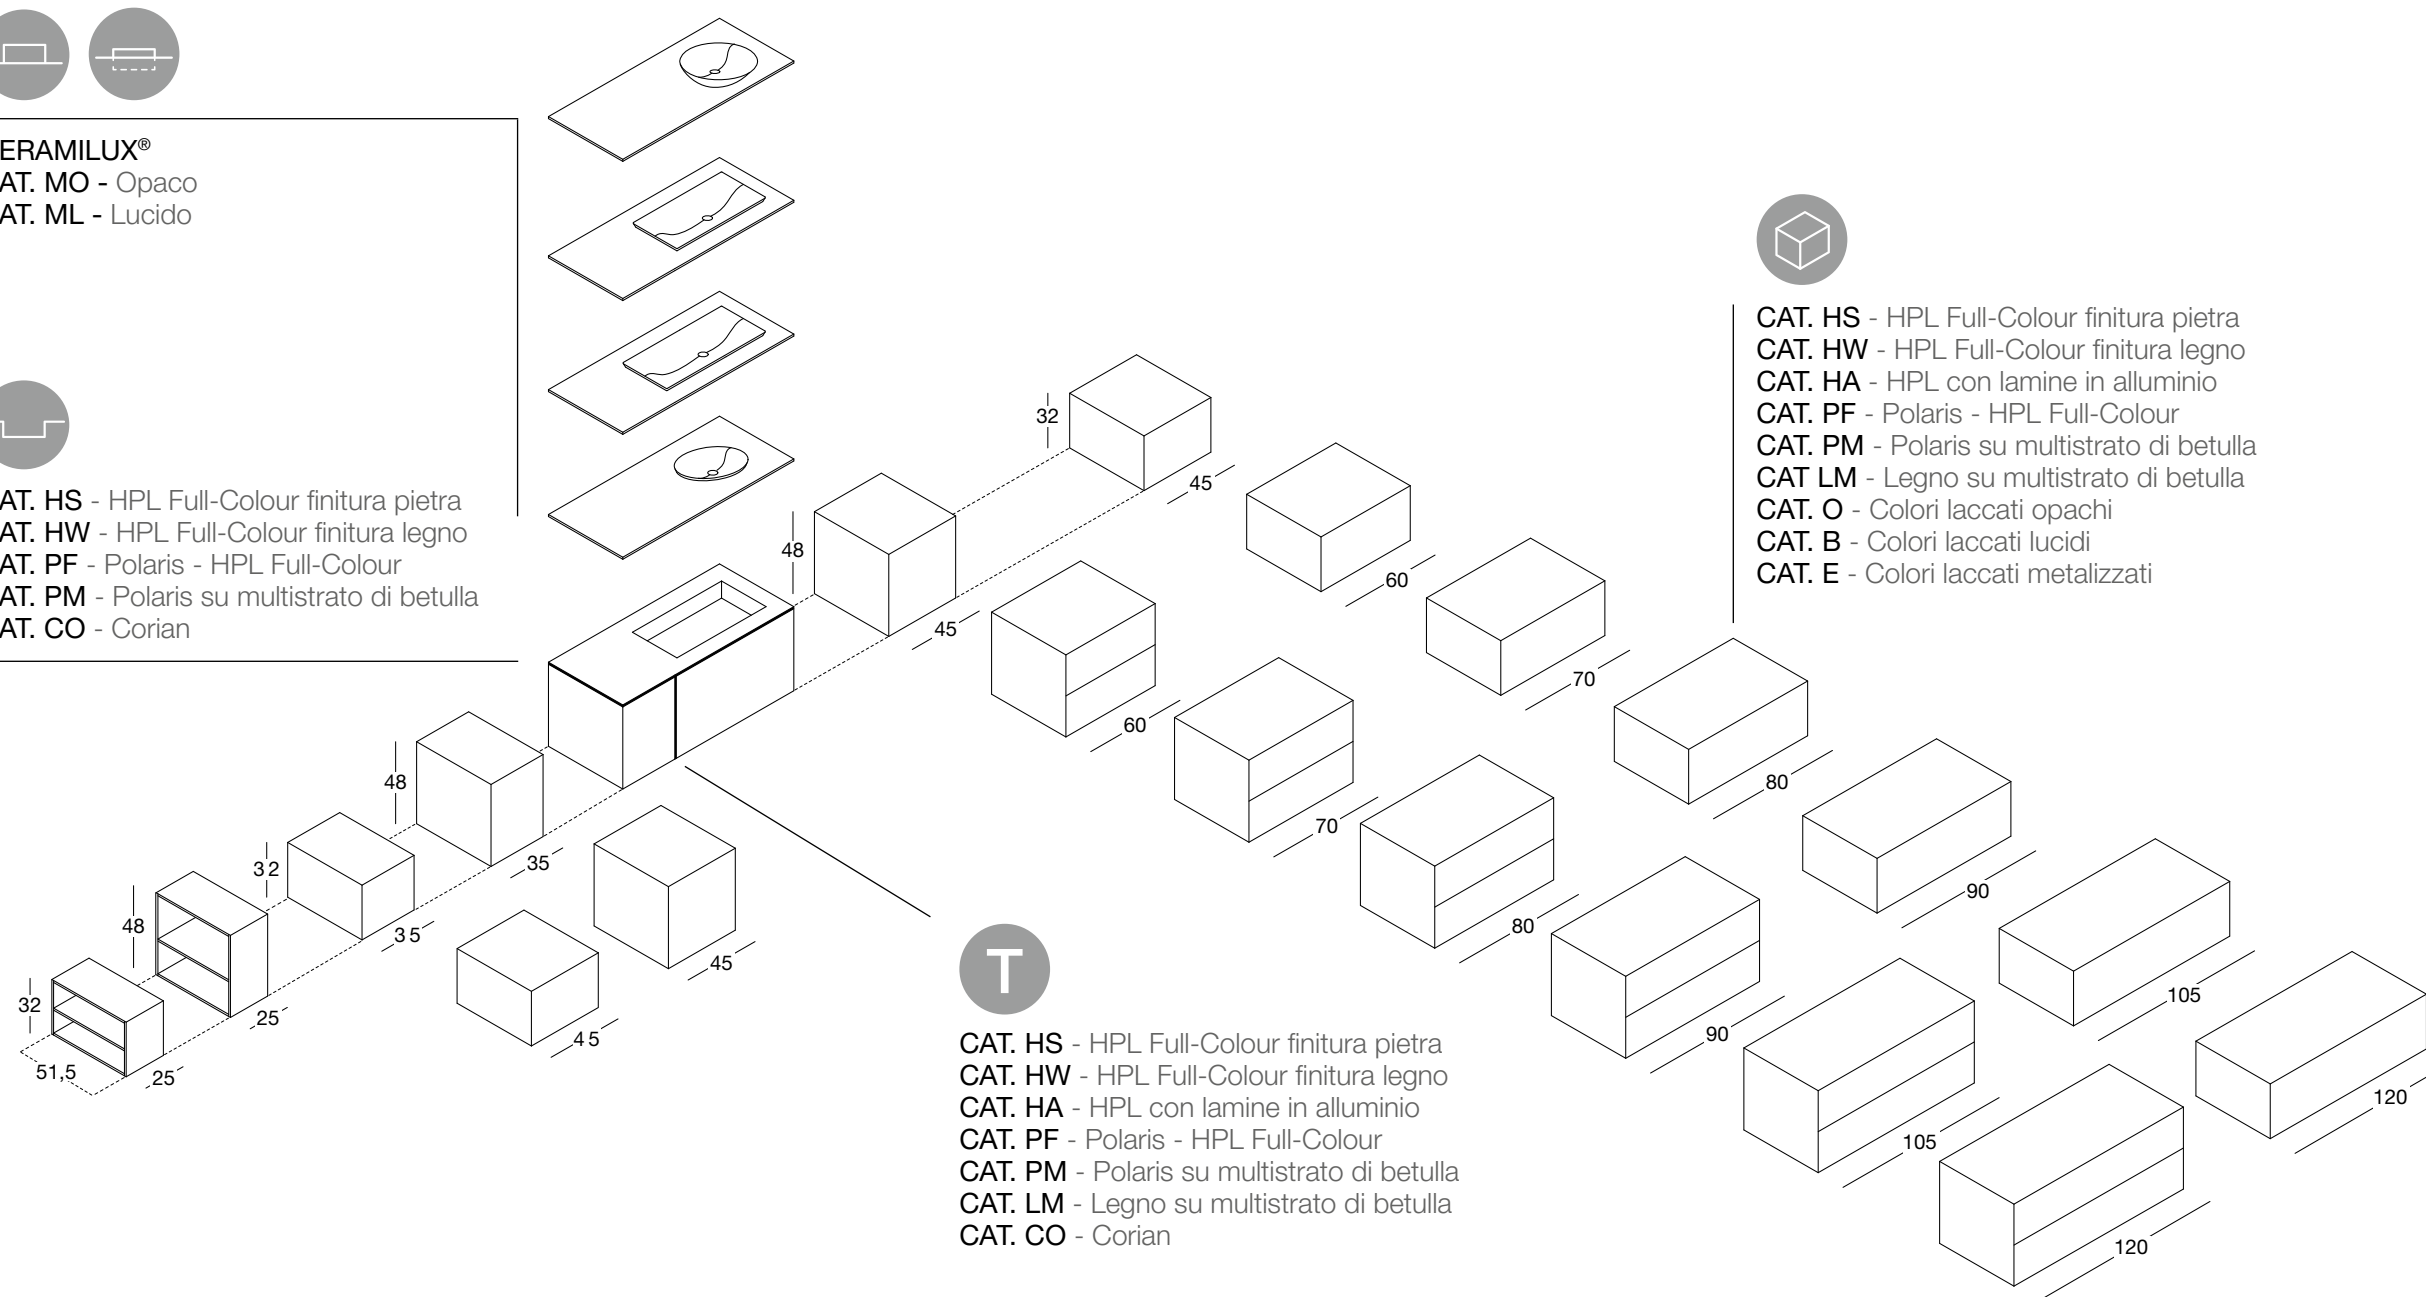 ERAMILUX®
AT. MO - Opaco
AT. ML - Lucido
AT. HS - HPL Full-Colour finitura pietra
AT. HW - HPL Full-Colour finitura legno
AT. PF - Polaris - HPL Full-Colour
AT. PM - Polaris su multistrato di betulla
AT. CO - Corian
CAT. HS - HPL Full-Colour finitura pietra
CAT. HW - HPL Full-Colour finitura legno
CAT. HA - HPL con lamine in alluminio
CAT. PF - Polaris - HPL Full-Colour
CAT. PM - Polaris su multistrato di betulla
CAT LM - Legno su multistrato di betulla
CAT. O - Colori laccati opachi
CAT. B - Colori laccati lucidi
CAT. E - Colori laccati metalizzati
32
45
60
70
80
90
105
120
48
45
60
70
80
90
105
120
48
35
32
35
48
25
32
51,5
25
45
45
T
CAT. HS - HPL Full-Colour finitura pietra
CAT. HW - HPL Full-Colour finitura legno
CAT. HA - HPL con lamine in alluminio
CAT. PF - Polaris - HPL Full-Colour
CAT. PM - Polaris su multistrato di betulla
CAT. LM - Legno su multistrato di betulla
CAT. CO - Corian